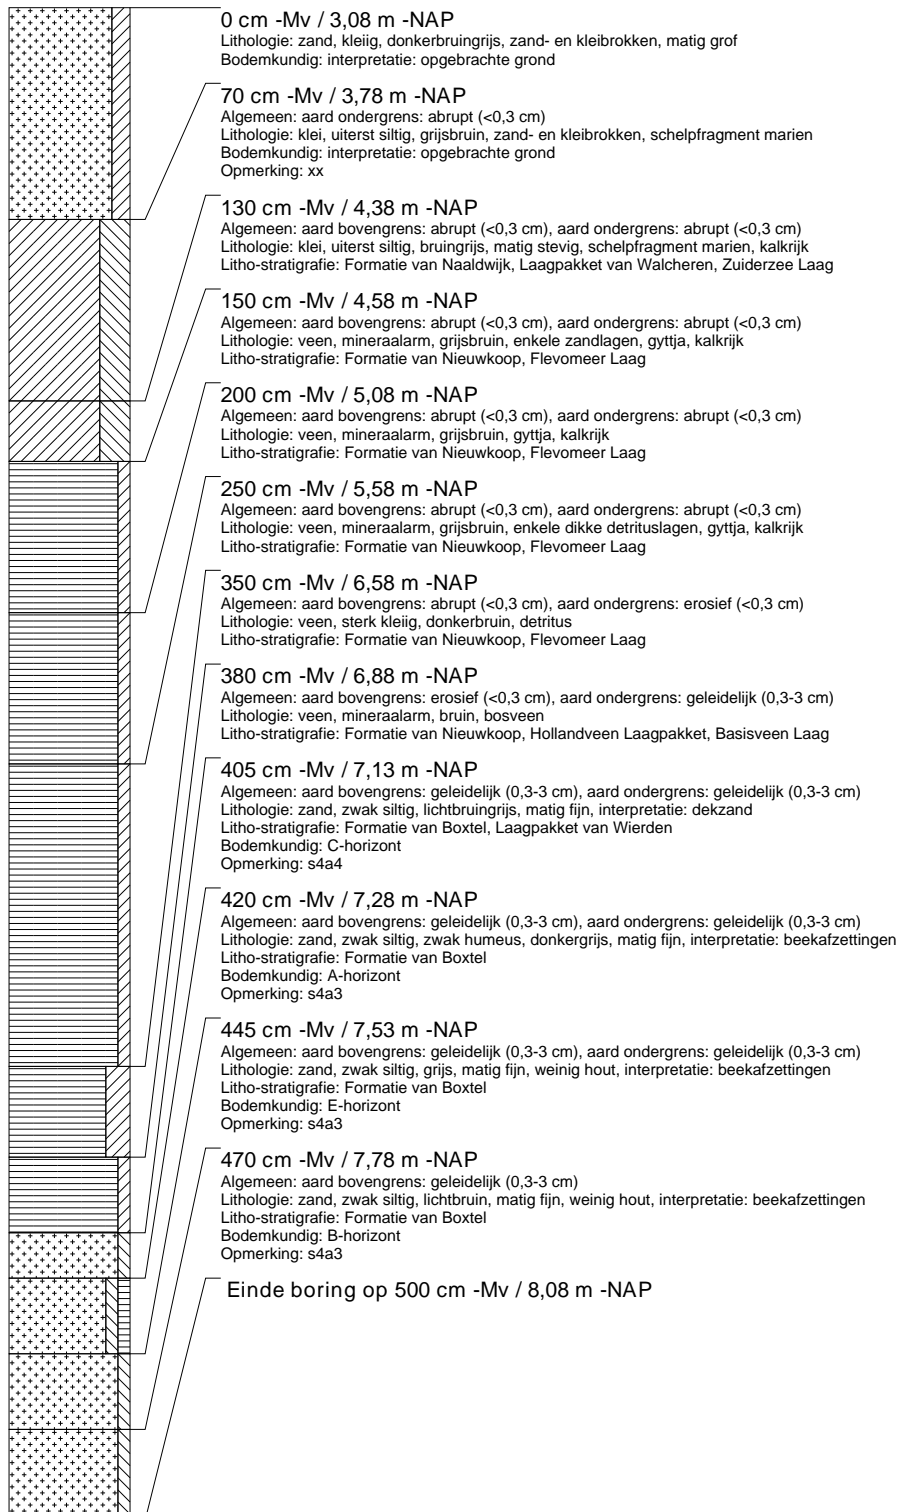 0 cm -Mv / 3,08 m -NAP
Lithologie: zand, kleiig, donkerbruingrijs, zand- en kleibrokken, matig grof
Bodemkundig: interpretatie: opgebrachte grond
70 cm -Mv / 3,78 m -NAP
Algemeen: aard ondergrens: abrupt (<0,3 cm)
Lithologie: klei, uiterst siltig, grijsbruin, zand- en kleibrokken, schelpfragment marien
Bodemkundig: interpretatie: opgebrachte grond
Opmerking: xx
130 cm -Mv / 4,38 m -NAP
Algemeen: aard bovengrens: abrupt (<0,3 cm), aard ondergrens: abrupt (<0,3 cm)
Lithologie: klei, uiterst siltig, bruingrijs, matig stevig, schelpfragment marien, kalkrijk
Litho-stratigrafie: Formatie van Naaldwijk, Laagpakket van Walcheren, Zuiderzee Laag
150 cm -Mv / 4,58 m -NAP
Algemeen: aard bovengrens: abrupt (<0,3 cm), aard ondergrens: abrupt (<0,3 cm)
Lithologie: veen, mineraalarm, grijsbruin, enkele zandlagen, gyttja, kalkrijk
Litho-stratigrafie: Formatie van Nieuwkoop, Flevomeer Laag
200 cm -Mv / 5,08 m -NAP
Algemeen: aard bovengrens: abrupt (<0,3 cm), aard ondergrens: abrupt (<0,3 cm)
Lithologie: veen, mineraalarm, grijsbruin, gyttja, kalkrijk
Litho-stratigrafie: Formatie van Nieuwkoop, Flevomeer Laag
250 cm -Mv / 5,58 m -NAP
Algemeen: aard bovengrens: abrupt (<0,3 cm), aard ondergrens: abrupt (<0,3 cm)
Lithologie: veen, mineraalarm, grijsbruin, enkele dikke detrituslagen, gyttja, kalkrijk
Litho-stratigrafie: Formatie van Nieuwkoop, Flevomeer Laag
350 cm -Mv / 6,58 m -NAP
Algemeen: aard bovengrens: abrupt (<0,3 cm), aard ondergrens: erosief (<0,3 cm)
Lithologie: veen, sterk kleiig, donkerbruin, detritus
Litho-stratigrafie: Formatie van Nieuwkoop, Flevomeer Laag
380 cm -Mv / 6,88 m -NAP
Algemeen: aard bovengrens: erosief (<0,3 cm), aard ondergrens: geleidelijk (0,3-3 cm)
Lithologie: veen, mineraalarm, bruin, bosveen
Litho-stratigrafie: Formatie van Nieuwkoop, Hollandveen Laagpakket, Basisveen Laag
405 cm -Mv / 7,13 m -NAP
Algemeen: aard bovengrens: geleidelijk (0,3-3 cm), aard ondergrens: geleidelijk (0,3-3 cm)
Lithologie: zand, zwak siltig, lichtbruingrijs, matig fijn, interpretatie: dekzand
Litho-stratigrafie: Formatie van Boxtel, Laagpakket van Wierden
Bodemkundig: C-horizont
Opmerking: s4a4
420 cm -Mv / 7,28 m -NAP
Algemeen: aard bovengrens: geleidelijk (0,3-3 cm), aard ondergrens: geleidelijk (0,3-3 cm)
Lithologie: zand, zwak siltig, zwak humeus, donkergrijs, matig fijn, interpretatie: beekafzettingen
Litho-stratigrafie: Formatie van Boxtel
Bodemkundig: A-horizont
Opmerking: s4a3
445 cm -Mv / 7,53 m -NAP
Algemeen: aard bovengrens: geleidelijk (0,3-3 cm), aard ondergrens: geleidelijk (0,3-3 cm)
Lithologie: zand, zwak siltig, grijs, matig fijn, weinig hout, interpretatie: beekafzettingen
Litho-stratigrafie: Formatie van Boxtel
Bodemkundig: E-horizont
Opmerking: s4a3
470 cm -Mv / 7,78 m -NAP
Algemeen: aard bovengrens: geleidelijk (0,3-3 cm)
Lithologie: zand, zwak siltig, lichtbruin, matig fijn, weinig hout, interpretatie: beekafzettingen
Litho-stratigrafie: Formatie van Boxtel
Bodemkundig: B-horizont
Opmerking: s4a3
Einde boring op 500 cm -Mv / 8,08 m -NAP